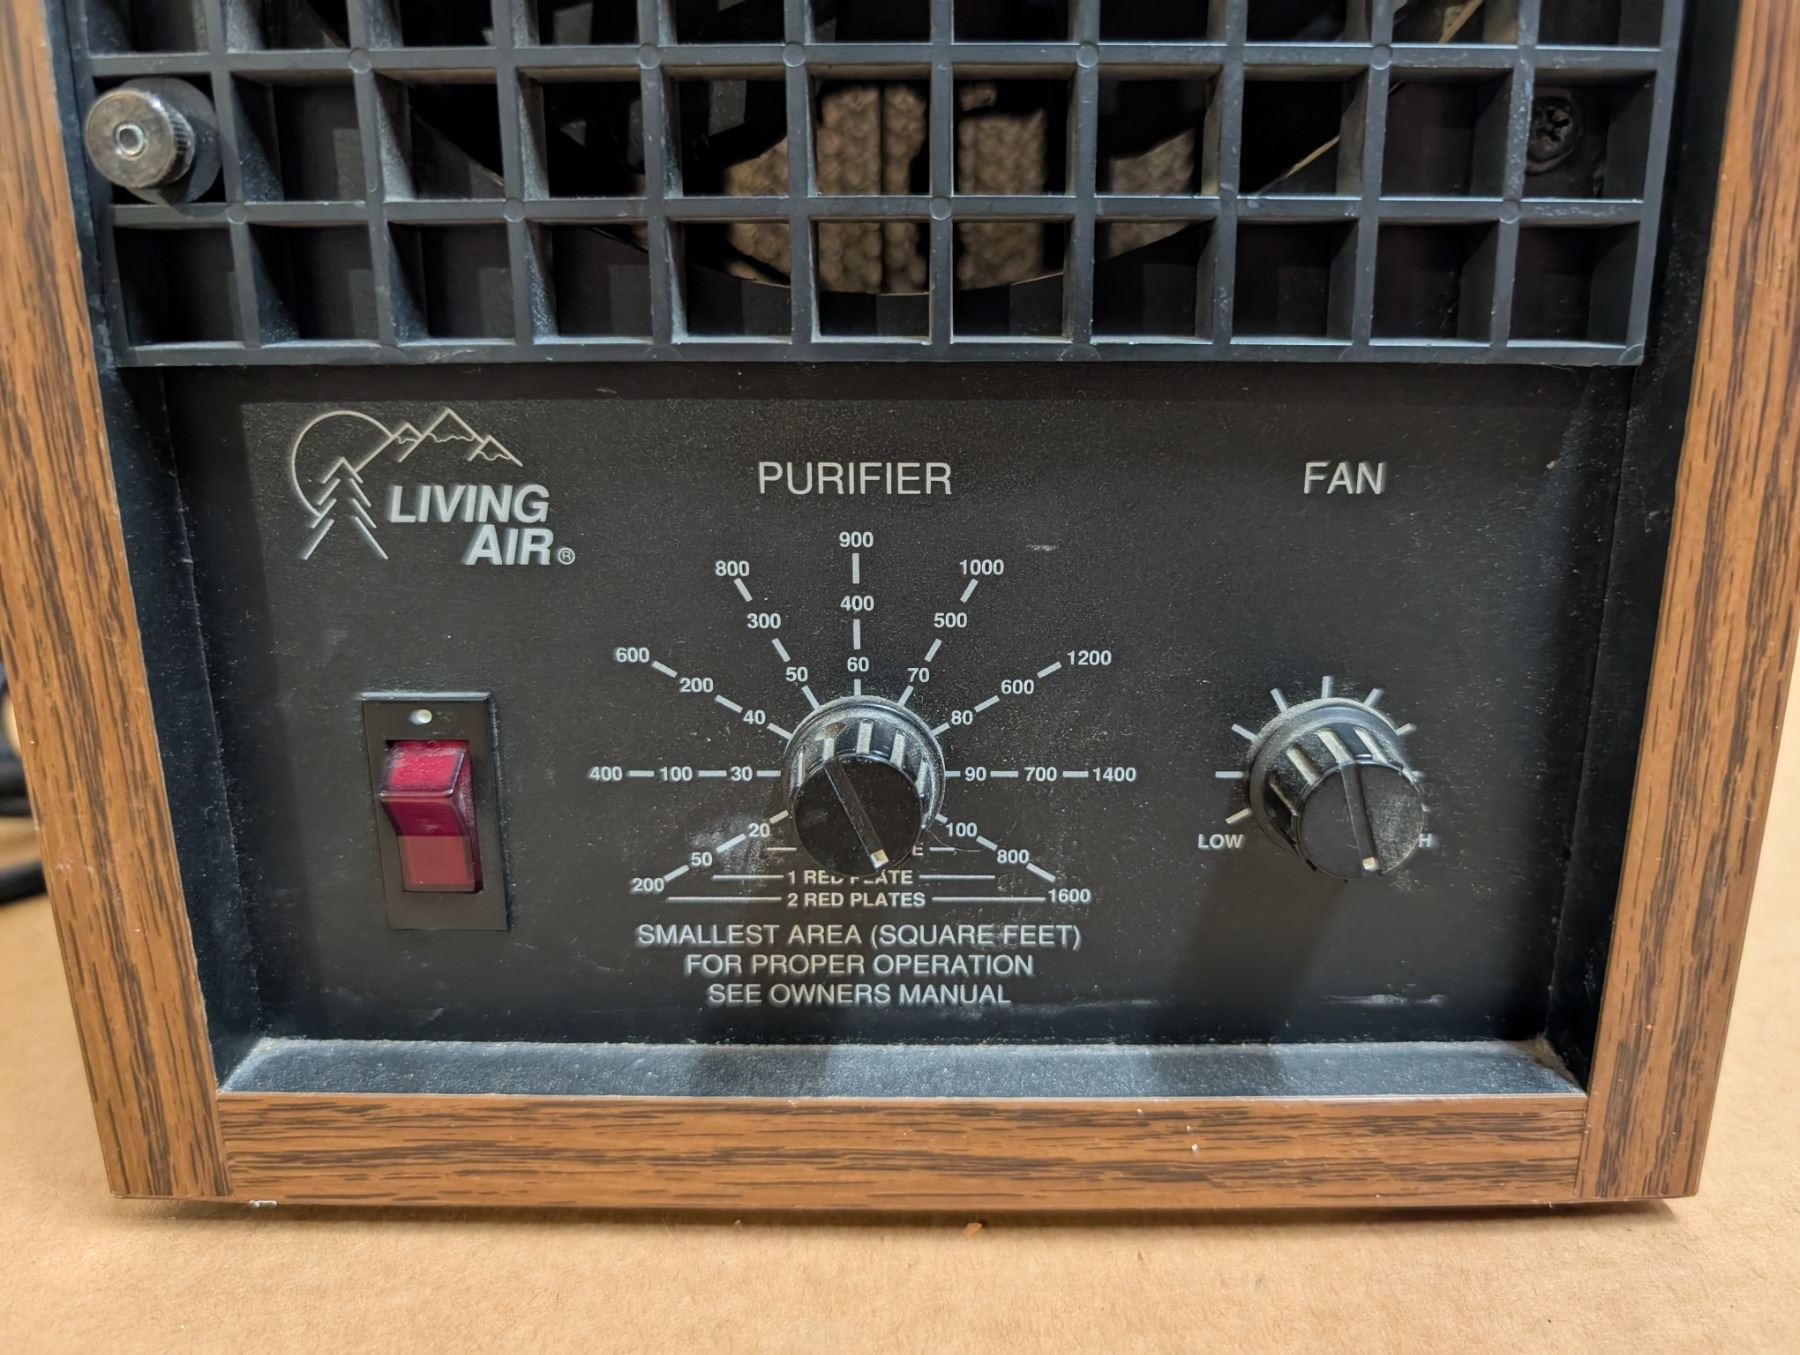 LIVING
AIR®
PURIFIER
FAN
900
800
1000
400
300
500
600
1200
60
50
70
200
600
40
80
400 100 30
90 700 1400
20
100
50
800
200
1 RED PLATE
1600
2 RED PLATES
LOW
SMALLEST AREA (SQUARE FEET)
FOR PROPER OPERATION
SEE OWNERS MANUAL